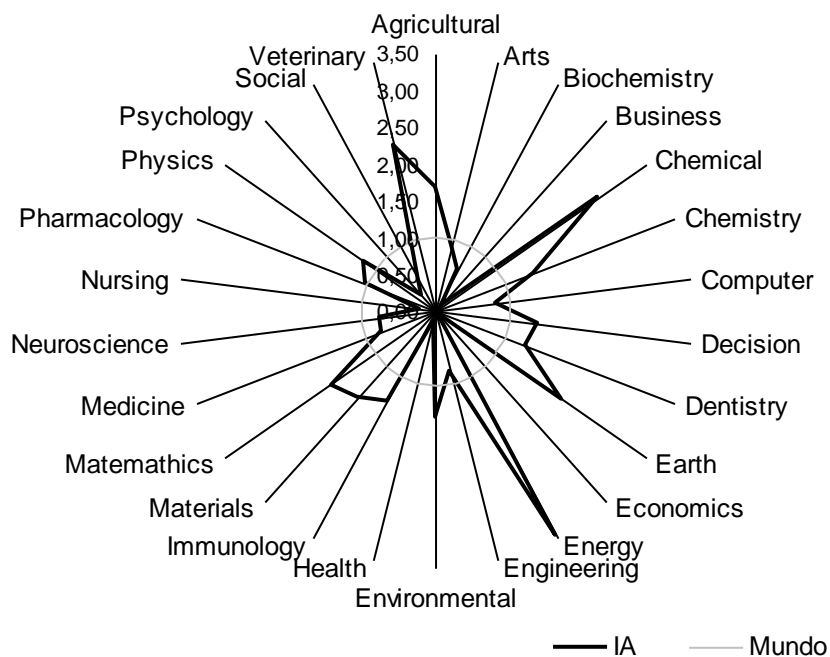 Agricultural
3,50
Veterinary
Arts
Social
3,00
Biochemistry
Psychology
2,50
Business
Physics
2,00
Chemical
Pharmacology
1,50
Chemistry
1,00
Nursing
0,50
Computer
0,00
Neuroscience
Decision
Medicine
Dentistry
Matemathics
Earth
Materials
Economics
Immunology
Energy
Health
Engineering
Environmental
IA
Mundo